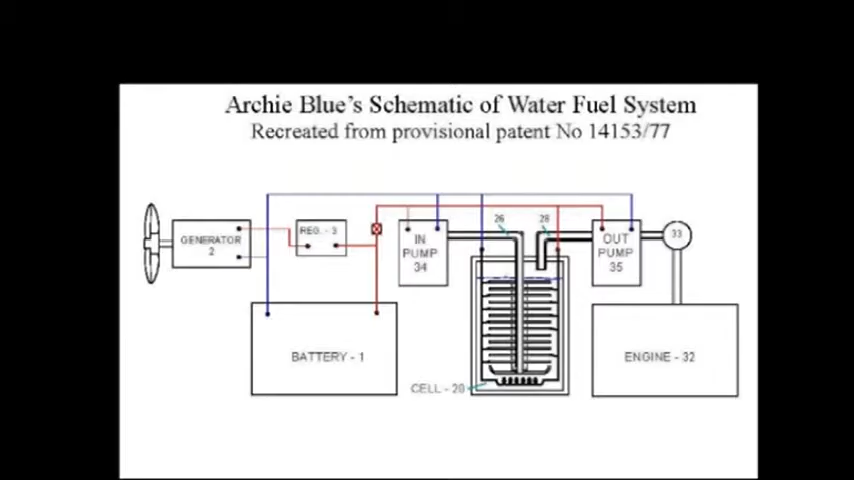 Archie Blue's Schematic of Water Fuel System
Recreated from provisional patent No 14153/77
26
28
33
GENERATOR
2
REG. - 3
IN
PUMP
34
OUT
PUMP
35
BATTERY - 1
ENGINE - 32
CELL - 20